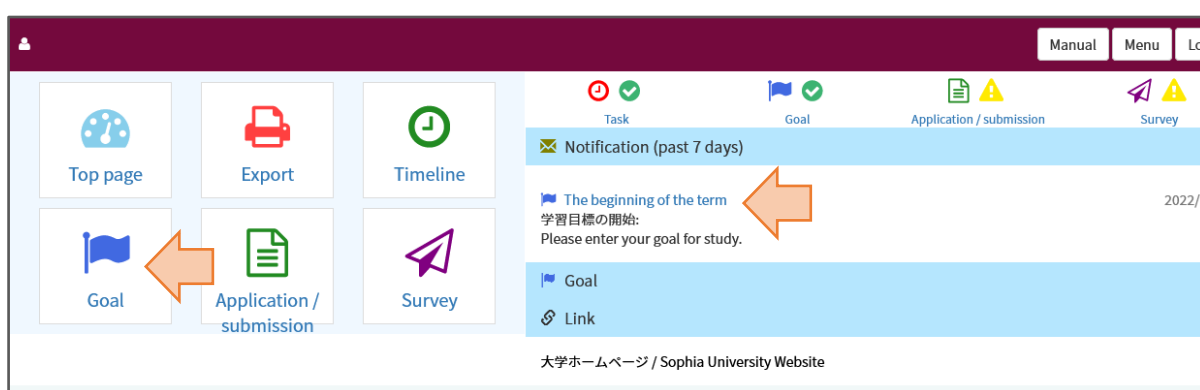 Manual Menu
Top page Export Timeline
Goal Application / Survey
submission
Task Goal Application / submission Survey
Notification (past 7 days)
The beginning of the term 2022/
学習目標の開始:
Please enter your goal for study.
Goal
Link
大学ホームページ / Sophia University Website